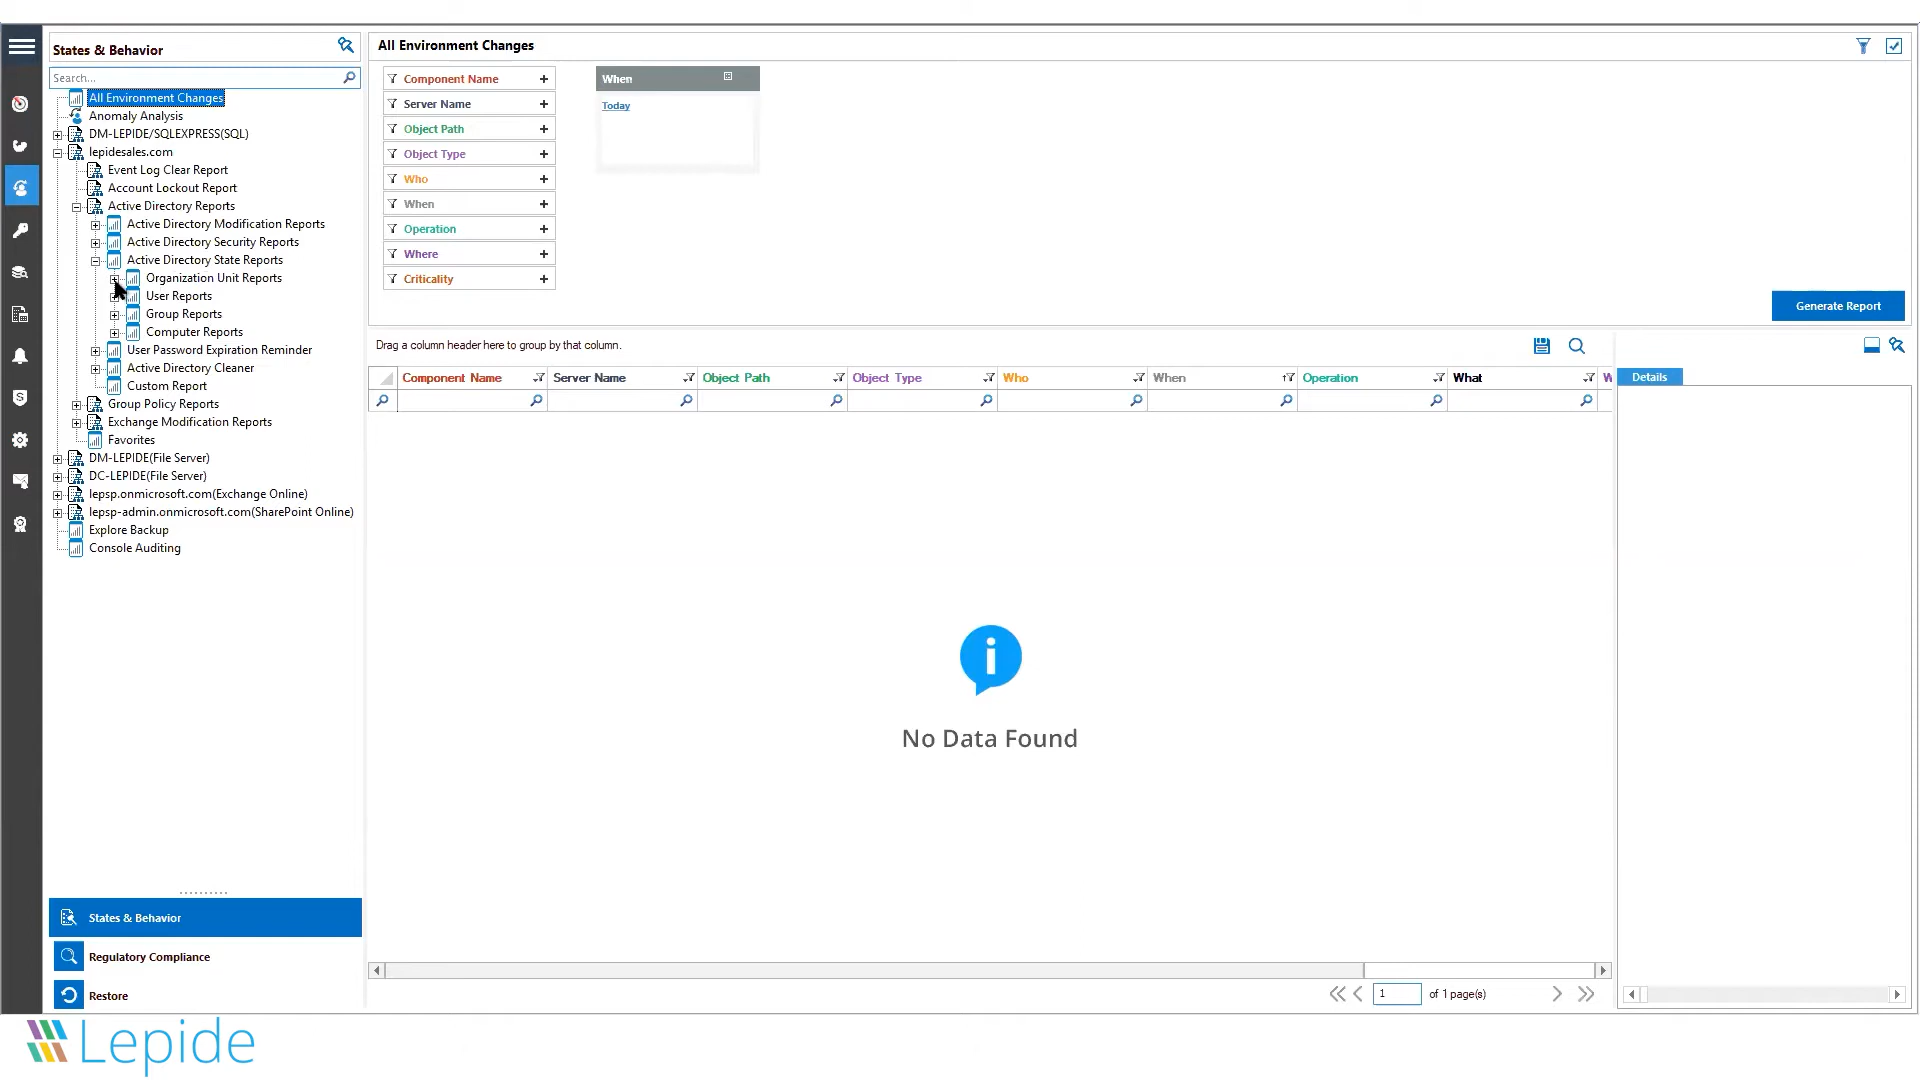 States & Behavior
Search...
All Environment Changes
Anomaly Analysis
DM-LEPIDE/SQLEXPRESS(SQL)
lepidesales.com
Event Log Clear Report
Account Lockout Report
Active Directory Reports
Active Directory Modification Reports
Active Directory Security Reports
Active Directory State Reports
Organization Unit Reports
User Reports
Group Reports
Computer Reports
User Password Expiration Reminder
Active Directory Cleaner
Custom Report
Group Policy Reports
Exchange Modification Reports
Favorites
DM-LEPIDE(File Server)
DC-LEPIDE(File Server)
lepsp.onmicrosoft.com(Exchange Online)
lepsp-admin.onmicrosoft.com(SharePoint Online)
Explore Backup
Console Auditing
States & Behavior
Regulatory Compliance
Restore
All Environment Changes
Component Name
Server Name
Object Path
Object Type
Who
When
Operation
Where
Criticality
When
Today
Generate Report
Drag a column header here to group by that column.
Component Name Server Name Object Path Object Type Who When Operation What W
Details
No Data Found
1 of 1 page(s)
Lepide